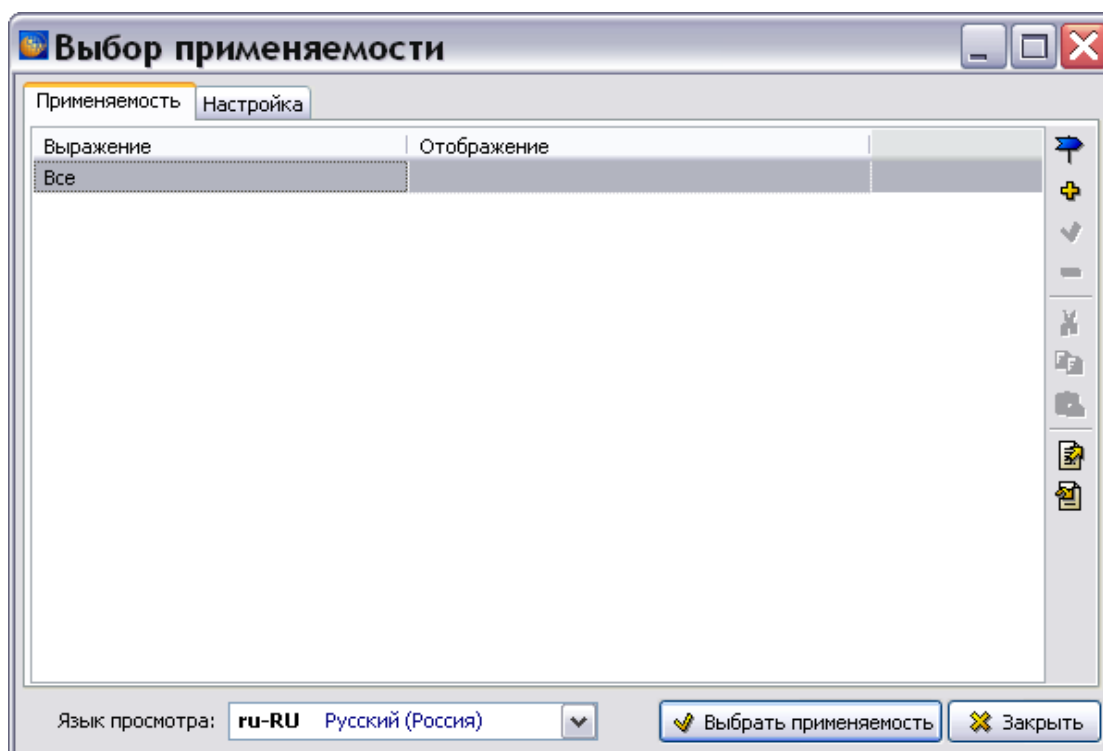 Выбор применяемости
Применяемость Настройка
Выражение Отображение
Все
Язык просмотра: ru-RU Русский (Россия) Выбрать применяемость Закрыть